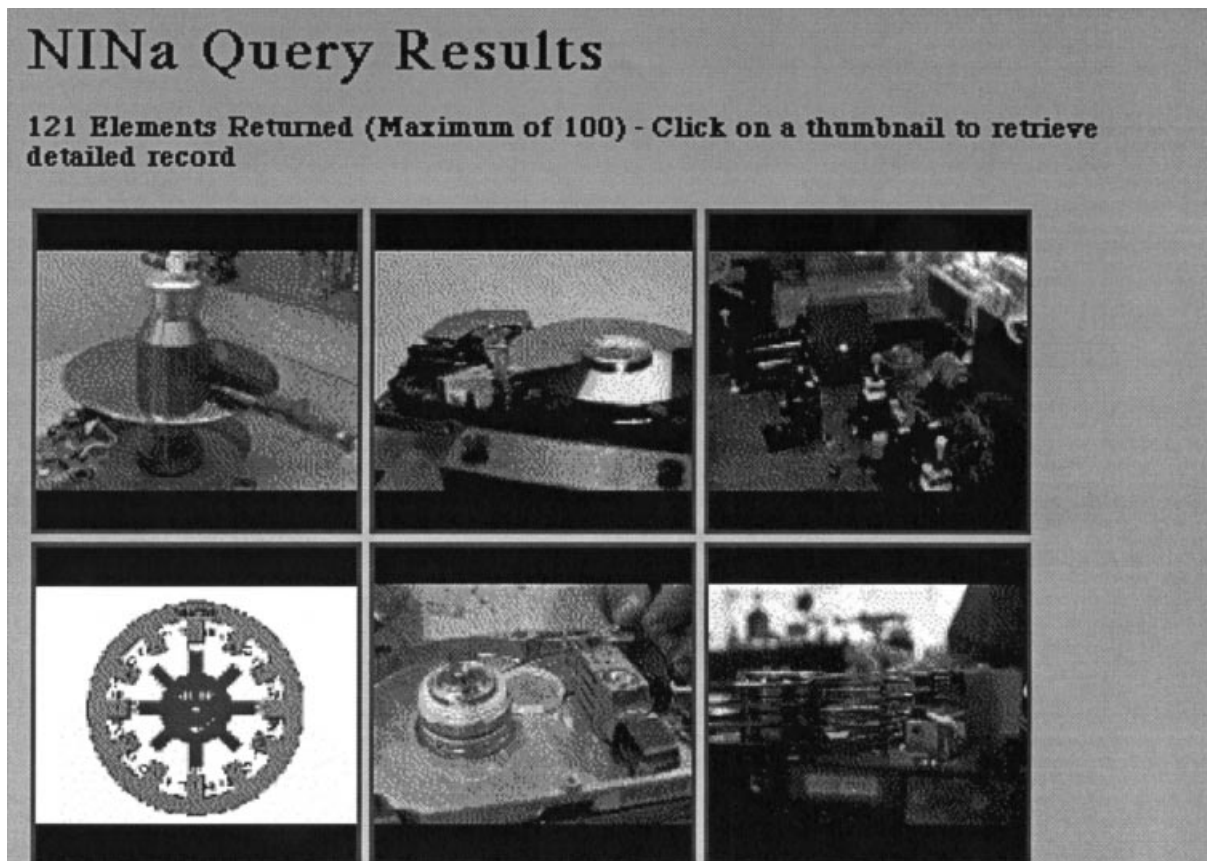 NINa Query Results
121 Elements Returned (Maximum of 100) - Click on a thumbnail to retrieve
detailed record